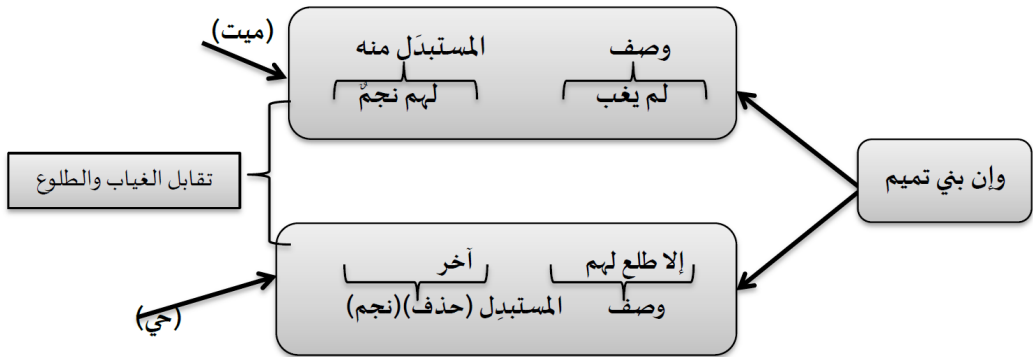 (ميت)
وصف المستبدَل منه
لم يغب لهم نجمٌ
وإن بني تميم
تقابل الغياب والطلوع
إلا طلع لهم آخر
وصف المستبدِل (حذف)(نجم)
(حي)